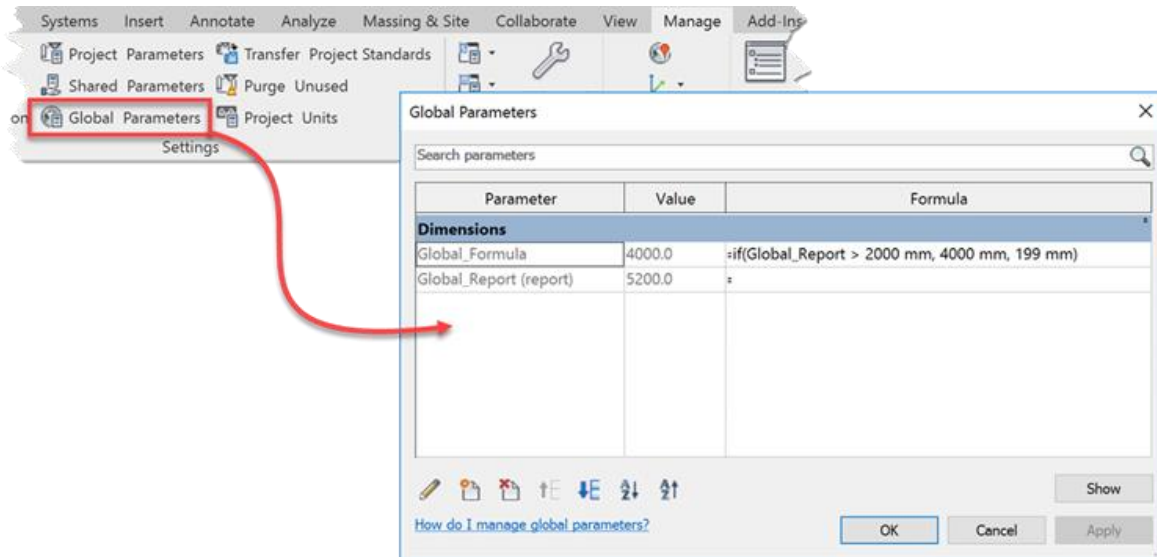 Systems Insert Annotate Analyze Massing & Site Collaborate View Manage Add-Ins
Project Parameters Transfer Project Standards
Shared Parameters Purge Unused
on Global Parameters Project Units
Settings
Global Parameters
Search parameters
Parameter Value Formula
Dimensions
Global_Formula 4000.0 =if(Global_Report > 2000 mm, 4000 mm, 199 mm)
Global_Report (report) 5200.0 =
Show
How do I manage global parameters?
OK Cancel Apply